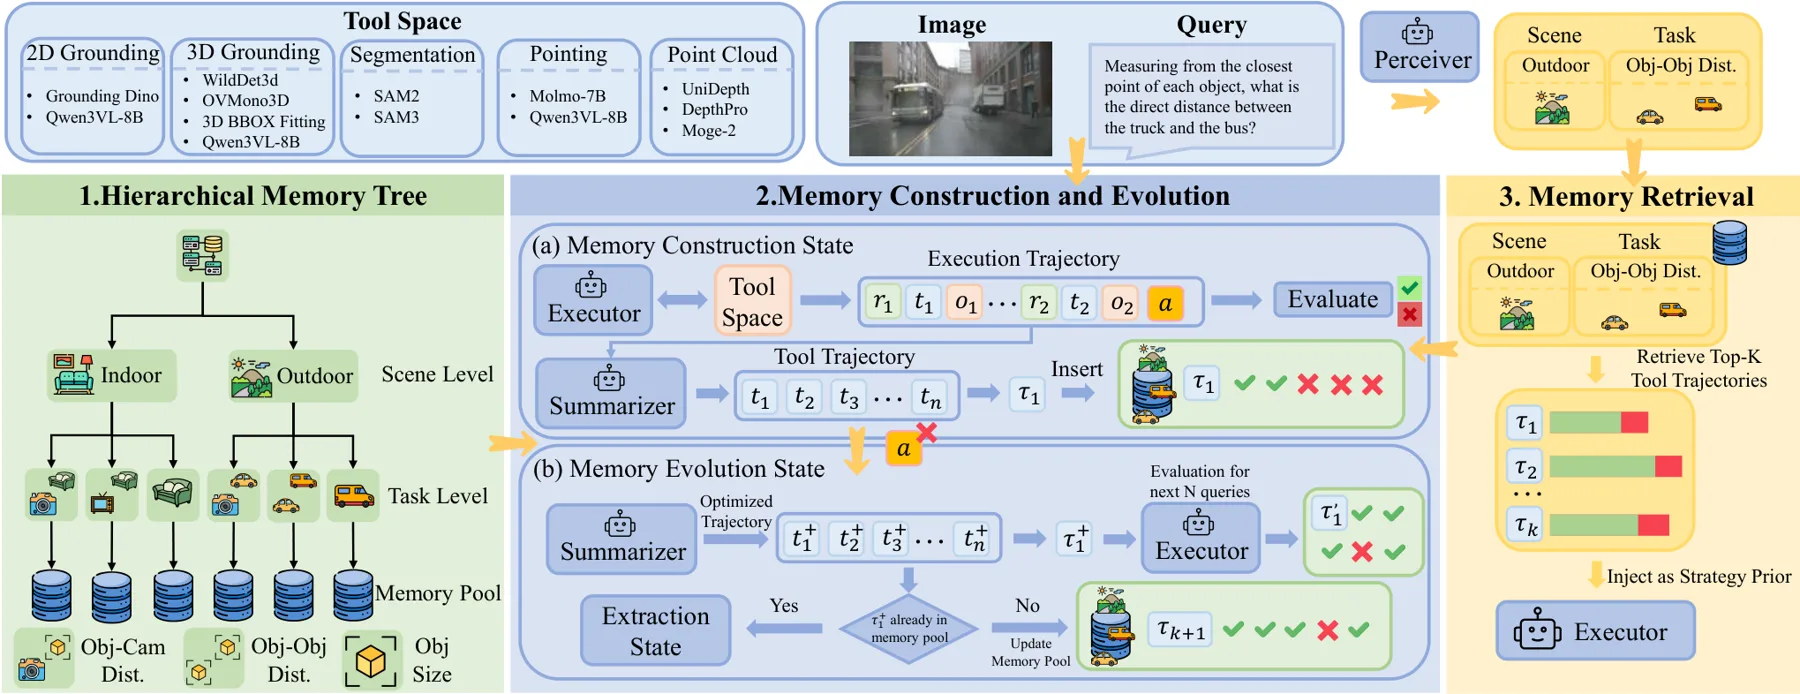 Tool Space
2D Grounding
• Grounding Dino
• Qwen3VL-8B
3D Grounding
• WildDet3d
• OVMono3D
• 3D BBOX Fitting
• Qwen3VL-8B
Segmentation
• SAM2
• SAM3
Pointing
• Molmo-7B
• Qwen3VL-8B
Point Cloud
• UniDepth
• DepthPro
• Moge-2
Image
Query
Measuring from the closest
point of each object, what is
the direct distance between
the truck and the bus?
Perceiver
Scene
Task
Outdoor
Obj-Obj Dist.
1.Hierarchical Memory Tree
Indoor
Outdoor
Scene Level
Task Level
Memory Pool
Obj-Cam
Dist.
Obj-Obj
Dist.
Obj
Size
2.Memory Construction and Evolution
(a) Memory Construction State
Executor
Tool
Space
Execution Trajectory
r₁ t₁ o₁ ··· r₂ t₂ o₂ a
Evaluate
Summarizer
Tool Trajectory
t₁ t₂ t₃ ··· tₙ
τ₁
Insert
τ₁
a
(b) Memory Evolution State
Summarizer
Optimized
Trajectory
t₁⁺ t₂⁺ t₃⁺ ··· tₙ⁺
τ₁⁺
Evaluation for
next N queries
Executor
τ₁′
Extraction
State
Yes
τ₁⁺ already in
memory pool
No
Update
Memory Pool
τₖ₊₁
3. Memory Retrieval
Scene
Task
Outdoor
Obj-Obj Dist.
Retrieve Top-K
Tool Trajectories
τ₁
τ₂
···
τₖ
Inject as Strategy Prior
Executor